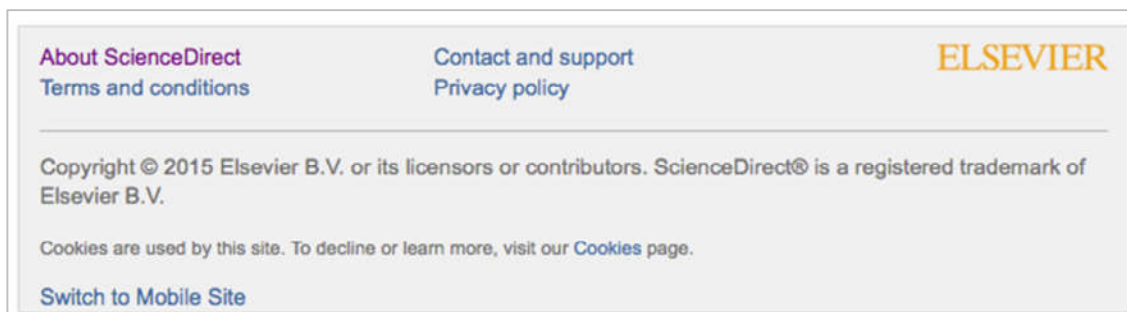 About ScienceDirect
Contact and support
ELSEVIER
Terms and conditions
Privacy policy
Copyright © 2015 Elsevier B.V. or its licensors or contributors. ScienceDirect® is a registered trademark of
Elsevier B.V.
Cookies are used by this site. To decline or learn more, visit our Cookies page.
Switch to Mobile Site